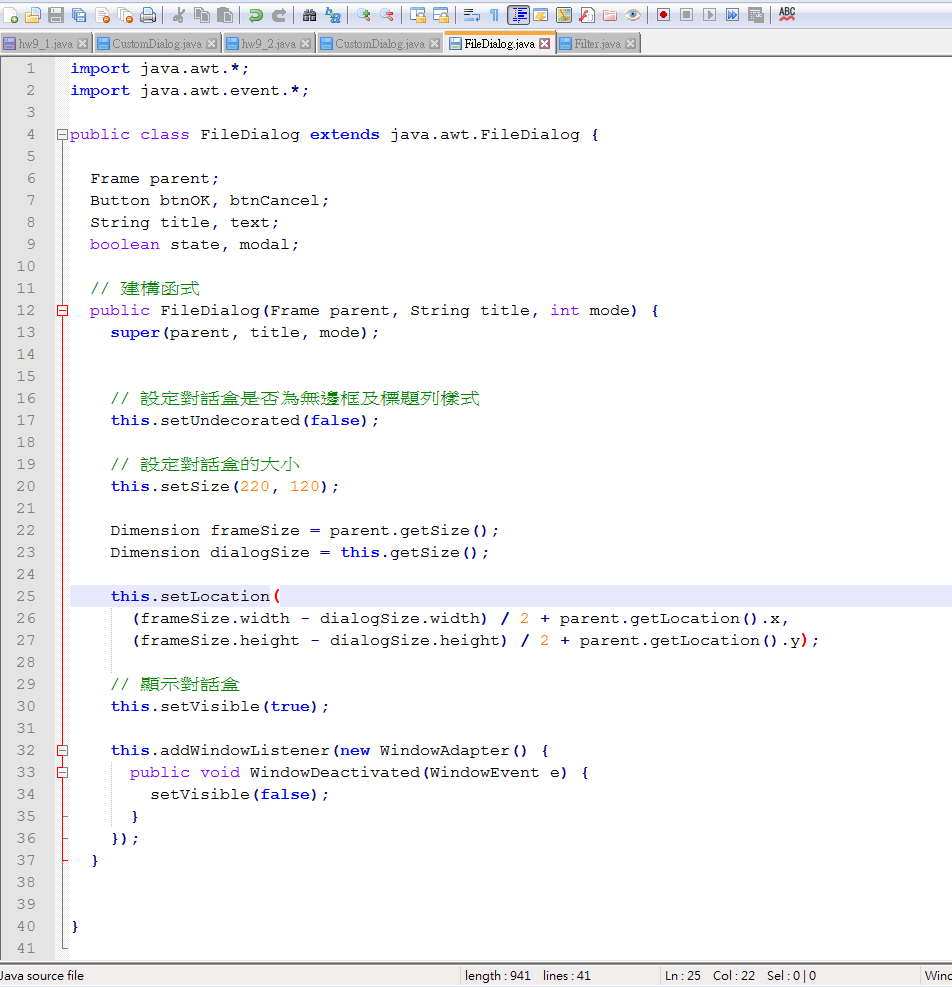 hw9_1.java CustomDialog.java hw9_2.java CustomDialog.java FileDialog.java Filter.java
ABC
1 import java.awt.*;
2 import java.awt.event.*;
3
4 public class FileDialog extends java.awt.FileDialog {
5
6 Frame parent;
7 Button btnOK, btnCancel;
8 String title, text;
9 boolean state, modal;
10
11 // 建構函式
12 public FileDialog(Frame parent, String title, int mode) {
13 super(parent, title, mode);
14
15
16 // 設定對話盒是否為無邊框及標題列樣式
17 this.setUndecorated(false);
18
19 // 設定對話盒的大小
20 this.setSize(220, 120);
21
22 Dimension frameSize = parent.getSize();
23 Dimension dialogSize = this.getSize();
24
25 this.setLocation(
26 (frameSize.width - dialogSize.width) / 2 + parent.getLocation().x,
27 (frameSize.height - dialogSize.height) / 2 + parent.getLocation().y);
28
29 // 顯示對話盒
30 this.setVisible(true);
31
32 this.addWindowListener(new WindowAdapter() {
33 public void WindowDeactivated(WindowEvent e) {
34 setVisible(false);
35 }
36 });
37 }
38
39
40 }
41
Java source file length : 941 lines : 41 Ln : 25 Col : 22 Sel : 0 | 0 Winc